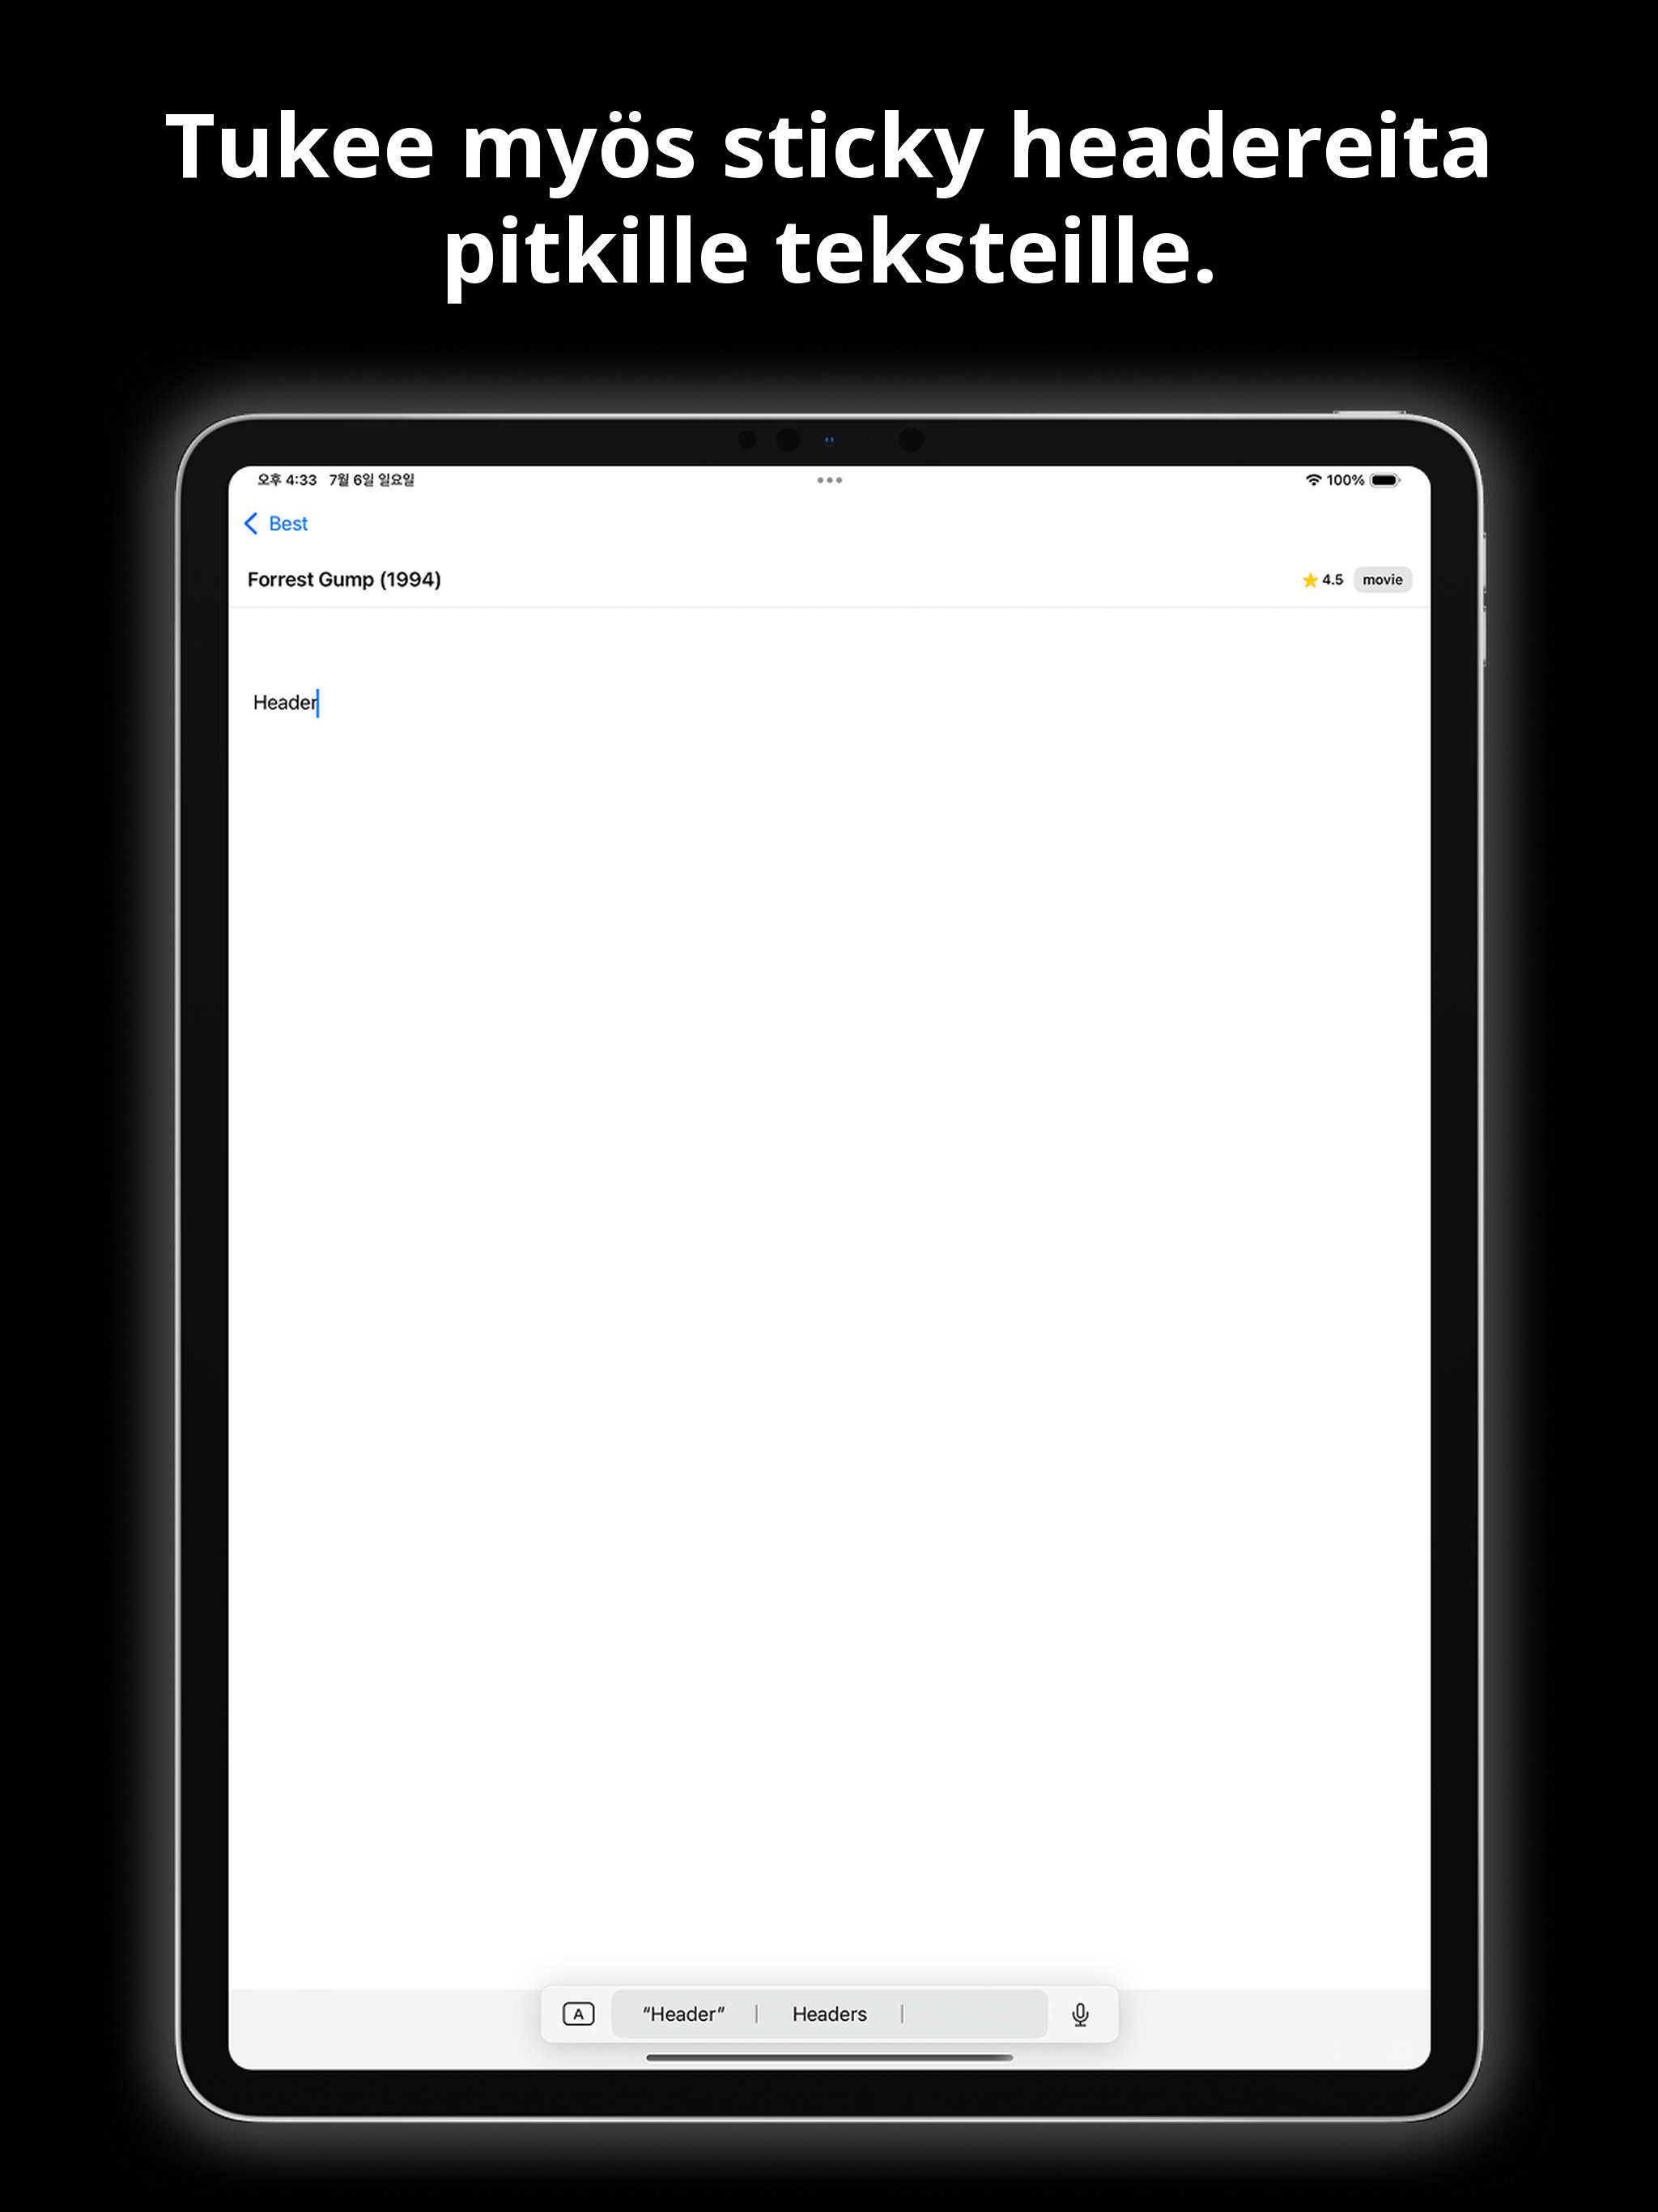 Tukee myös sticky headereita
pitkille teksteille.
오후 4:33 7월 6일 일요일
100%
Best
Forrest Gump (1994)
4.5 movie
Header
A “Header” Headers